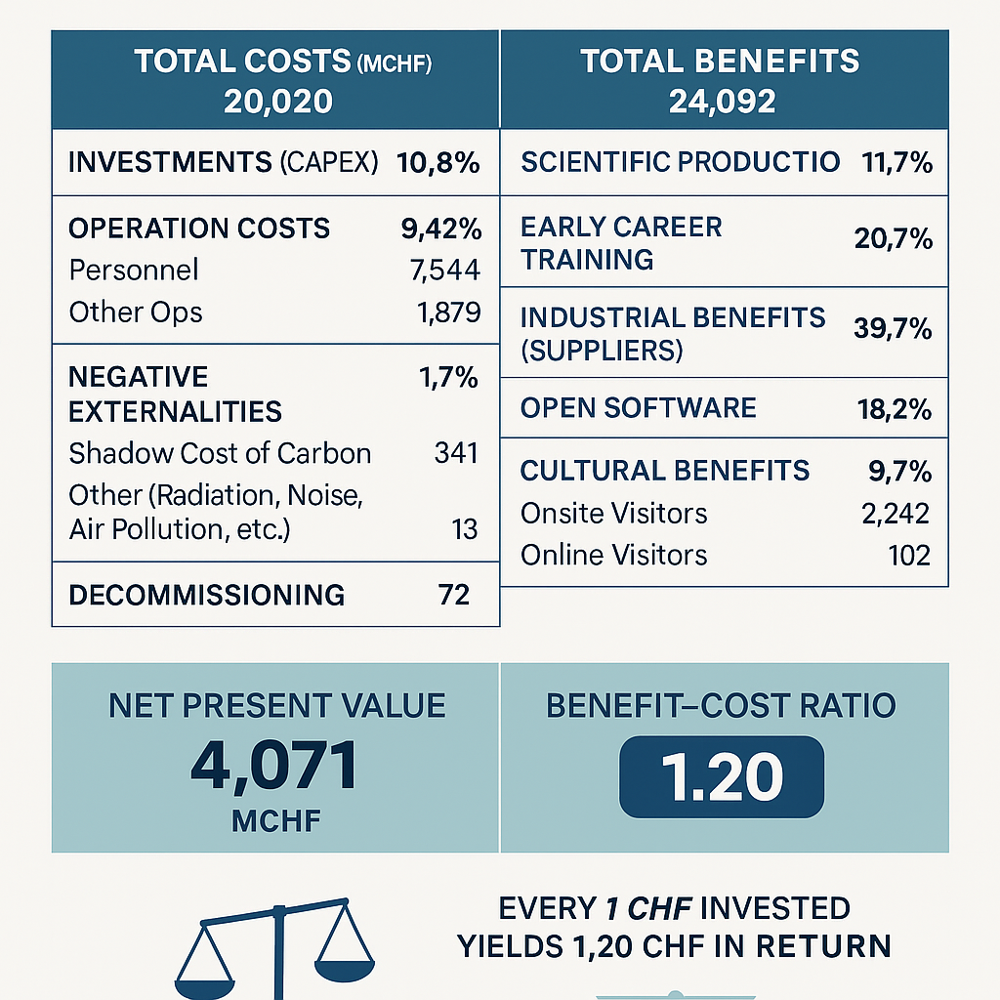 TOTAL COSTS (MCHF)
20,020
INVESTMENTS (CAPEX) 10,8%
OPERATION COSTS 9,42%
Personnel 7,544
Other Ops 1,879
NEGATIVE 1,7%
EXTERNALITIES
Shadow Cost of Carbon 341
Other (Radiation, Noise,
Air Pollution, etc.) 13
DECOMMISSIONING 72
TOTAL BENEFITS
24,092
SCIENTIFIC PRODUCTIO 11,7%
EARLY CAREER
TRAINING 20,7%
INDUSTRIAL BENEFITS
(SUPPLIERS) 39,7%
OPEN SOFTWARE 18,2%
CULTURAL BENEFITS 9,7%
Onsite Visitors 2,242
Online Visitors 102
NET PRESENT VALUE
4,071
MCHF
BENEFIT–COST RATIO
1.20
EVERY 1 CHF INVESTED
YIELDS 1,20 CHF IN RETURN